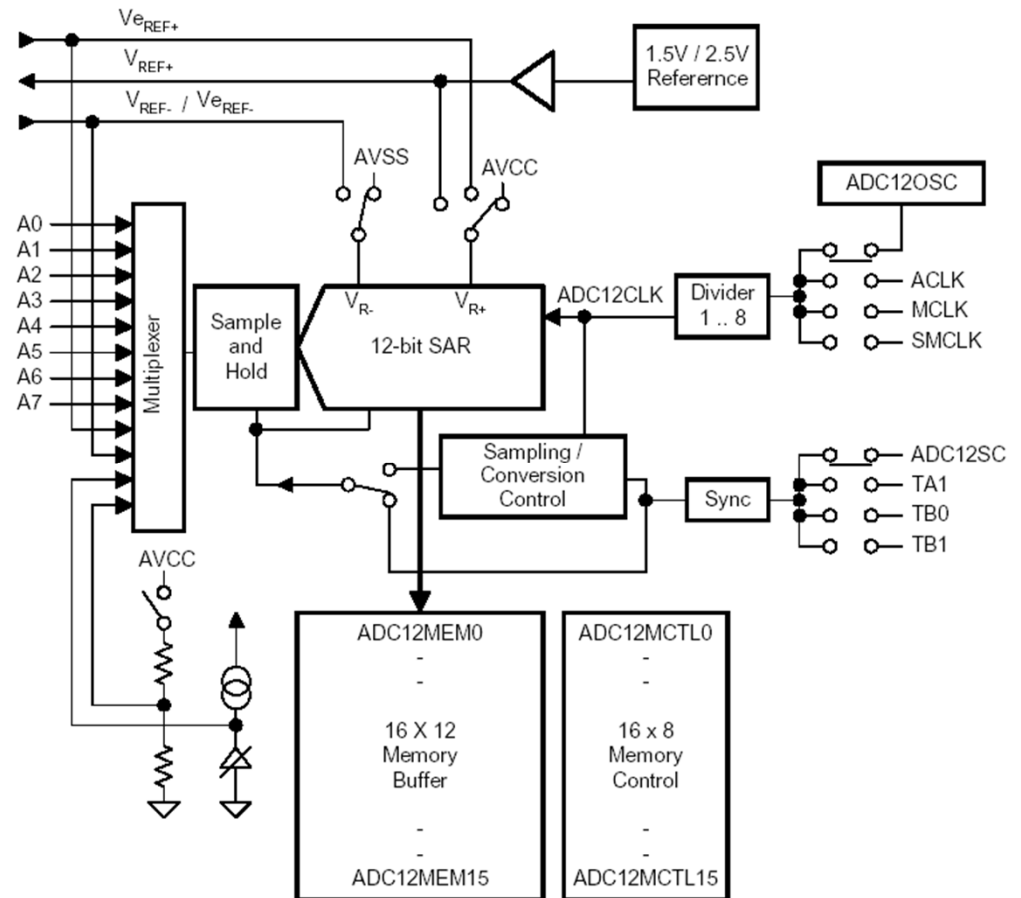 VeREF+
VREF+
VREF- / VeREF-
1.5V / 2.5V
Referernce
AVSS
AVCC
ADC12OSC
A0
A1
A2
A3
A4
A5
A6
A7
Multiplexer
Sample
and
Hold
VR-
VR+
12-bit SAR
ADC12CLK
Divider
1 .. 8
ACLK
MCLK
SMCLK
Sampling /
Conversion
Control
Sync
ADC12SC
TA1
TB0
TB1
AVCC
ADC12MEM0
-
-
16 X 12
Memory
Buffer
-
-
ADC12MEM15
ADC12MCTL0
-
-
16 x 8
Memory
Control
-
-
ADC12MCTL15